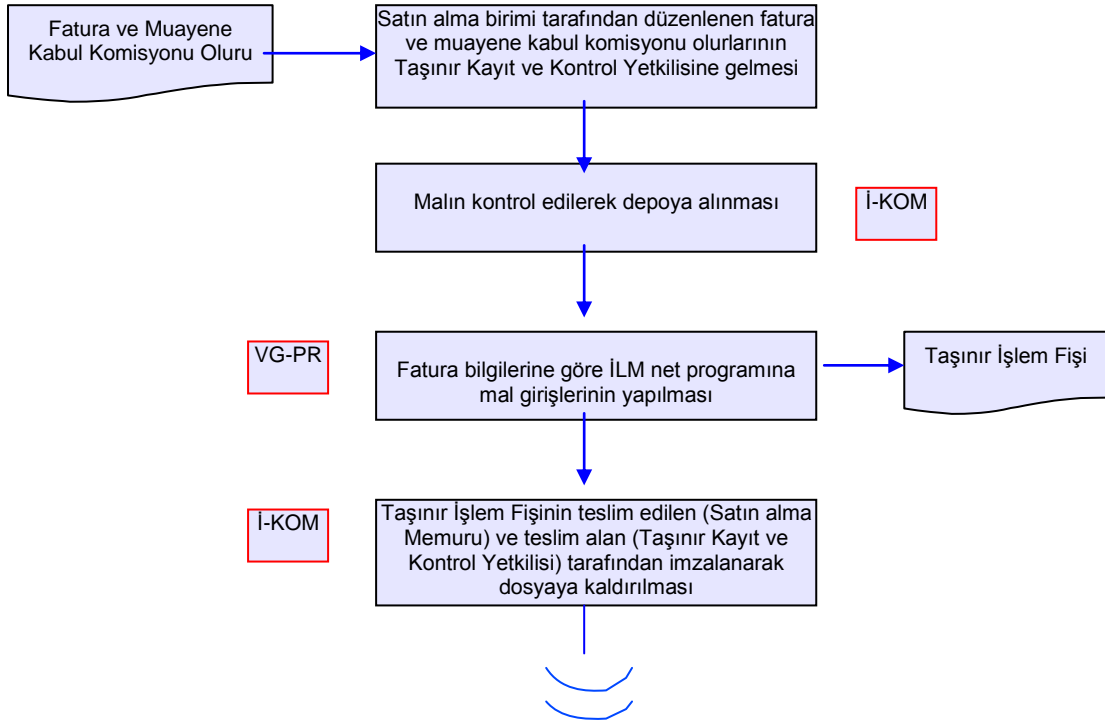 Fatura ve Muayene
Kabul Komisyonu Oluru
Satın alma birimi tarafından düzenlenen fatura
ve muayene kabul komisyonu olurlarının
Taşınır Kayıt ve Kontrol Yetkilisine gelmesi
Malın kontrol edilerek depoya alınması
İ-KOM
VG-PR
Fatura bilgilerine göre İLM net programına
mal girişlerinin yapılması
Taşınır İşlem Fişi
İ-KOM
Taşınır İşlem Fişinin teslim edilen (Satın alma
Memuru) ve teslim alan (Taşınır Kayıt ve
Kontrol Yetkilisi) tarafından imzalanarak
dosyaya kaldırılması